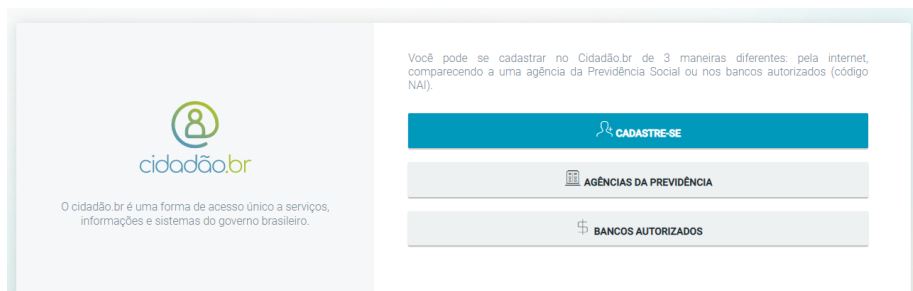 cidadão.br
O cidadão.br é uma forma de acesso único a serviços,
informações e sistemas do governo brasileiro.
Você pode se cadastrar no Cidadão.br de 3 maneiras diferentes: pela internet,
comparecendo a uma agência da Previdência Social ou nos bancos autorizados (código
NAI).
CADASTRE-SE
AGÊNCIAS DA PREVIDÊNCIA
BANCOS AUTORIZADOS